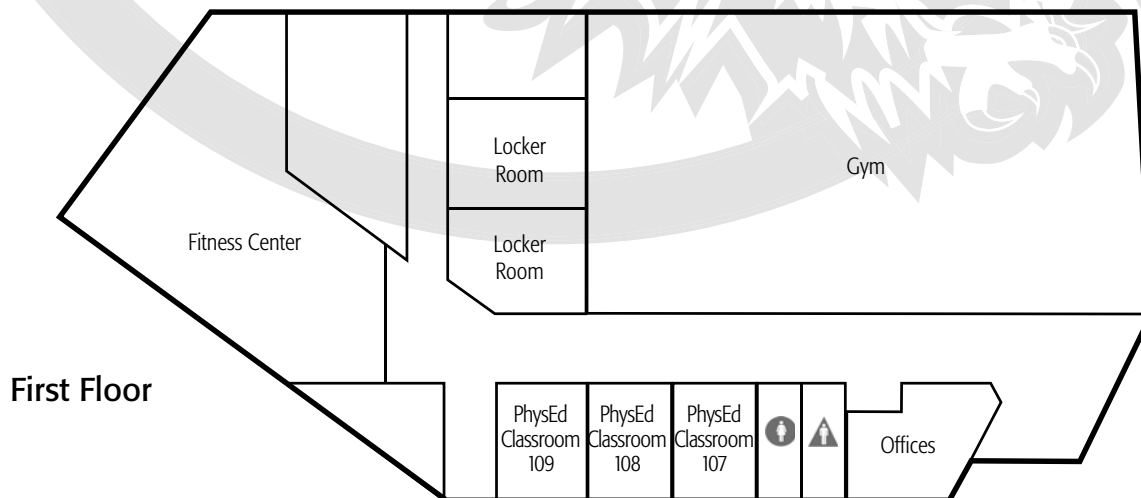 Locker
Room
Gym
Fitness Center
Locker
Room
First Floor
PhysEd
Classroom
109
PhysEd
Classroom
108
PhysEd
Classroom
107
Offices